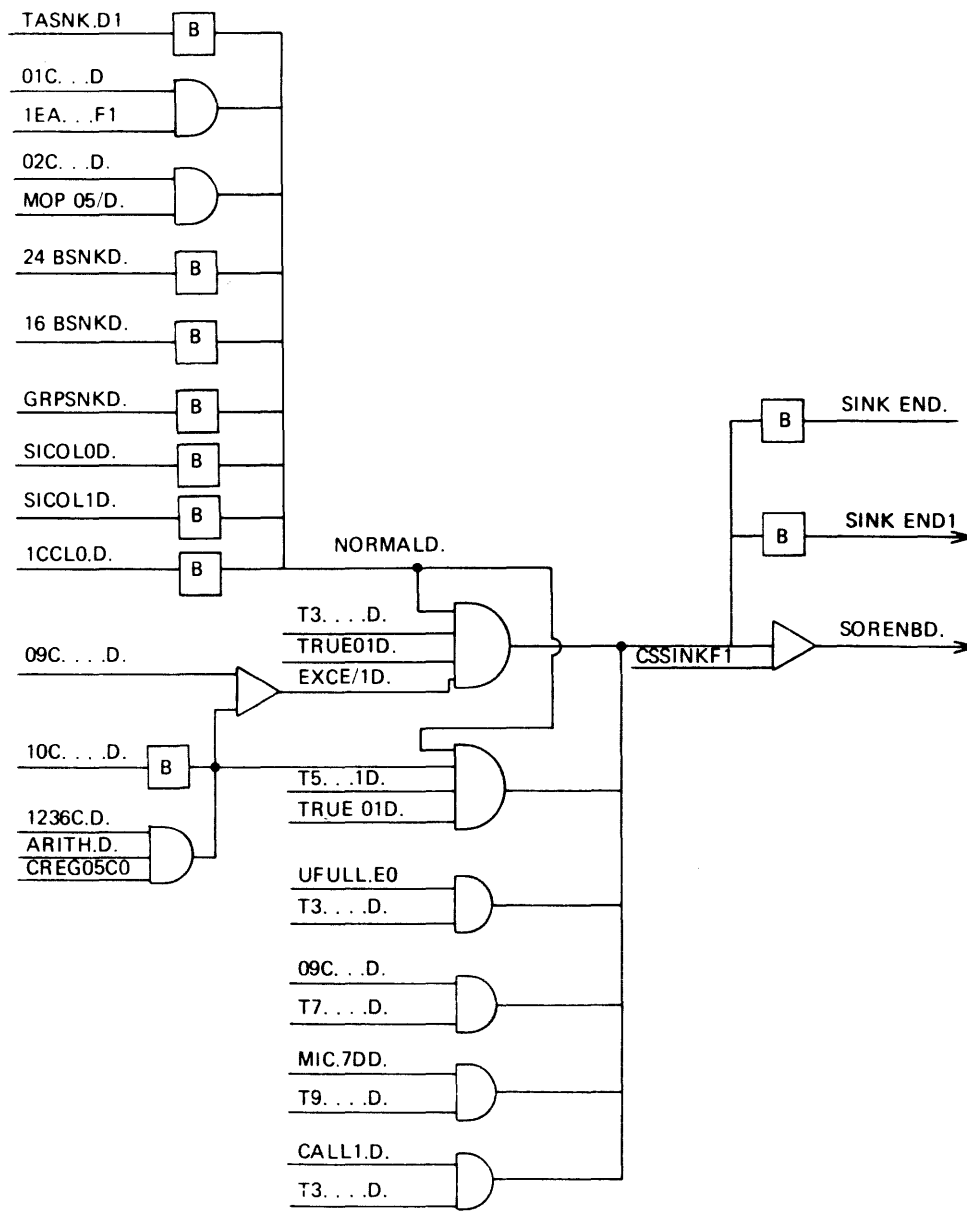 TASNK.D1
B
01C. . .D
1EA. . .F1
02C. . .D.
MOP 05/D.
24 BSNKD.
B
16 BSNKD.
B
GRPSNKD.
B
SICOL0D.
B
SICOL1D.
B
1CCL0.D.
B
NORMALD.
T3. . . .D.
TRUE01D.
EXCE/1D.
09C. . . .D.
10C. . . .D.
B
T5. . .1D.
TRUE 01D.
1236C.D.
ARITH.D.
CREG05C0
UFULL.E0
T3. . . .D.
09C. . .D.
T7. . . .D.
MIC.7DD.
T9. . . .D.
CALL1.D.
T3. . . .D.
B
SINK END.
B
SINK END1
CSSINKF1
SORENBD.